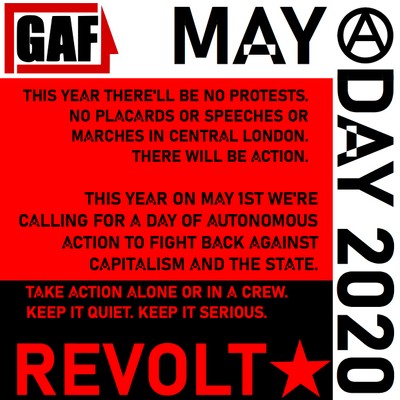 GAF
MAY
DAY 2020
THIS YEAR THERE'LL BE NO PROTESTS.
NO PLACARDS OR SPEECHES OR
MARCHES IN CENTRAL LONDON.
THERE WILL BE ACTION.
THIS YEAR ON MAY 1ST WE'RE
CALLING FOR A DAY OF AUTONOMOUS
ACTION TO FIGHT BACK AGAINST
CAPITALISM AND THE STATE.
TAKE ACTION ALONE OR IN A CREW.
KEEP IT QUIET. KEEP IT SERIOUS.
REVOLT★